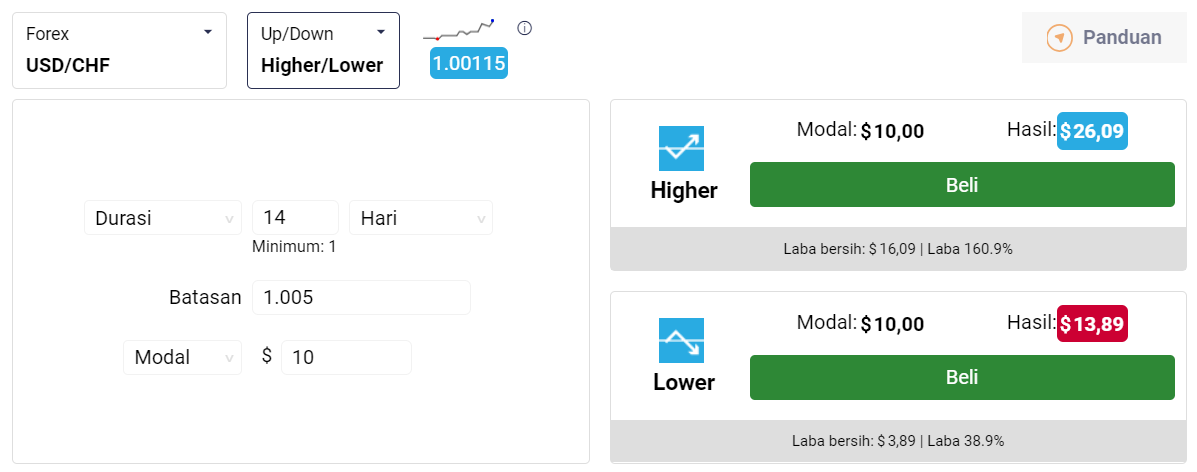 Forex
USD/CHF
Up/Down
Higher/Lower
1.00115
Panduan
Durasi 14 Hari
Minimum: 1
Batasan 1.005
Modal $ 10
Higher
Modal: $10,00 Hasil: $26,09
Beli
Laba bersih: $16,09 | Laba 160.9%
Lower
Modal: $10,00 Hasil: $13,89
Beli
Laba bersih: $3,89 | Laba 38.9%